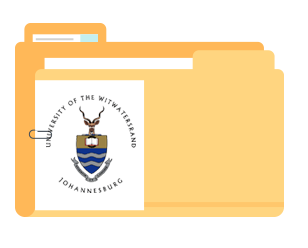 UNIVERSITY OF THE WITWATERSRAND
JOHANNESBURG